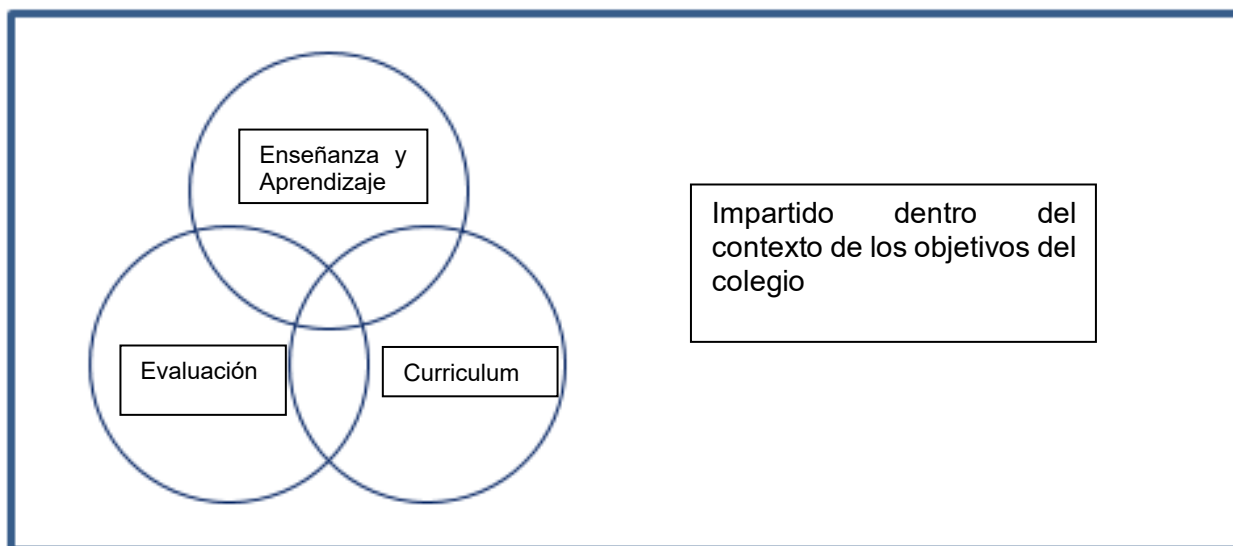 Enseñanza y
Aprendizaje
Impartido dentro del
contexto de los objetivos del
colegio
Evaluación
Curriculum